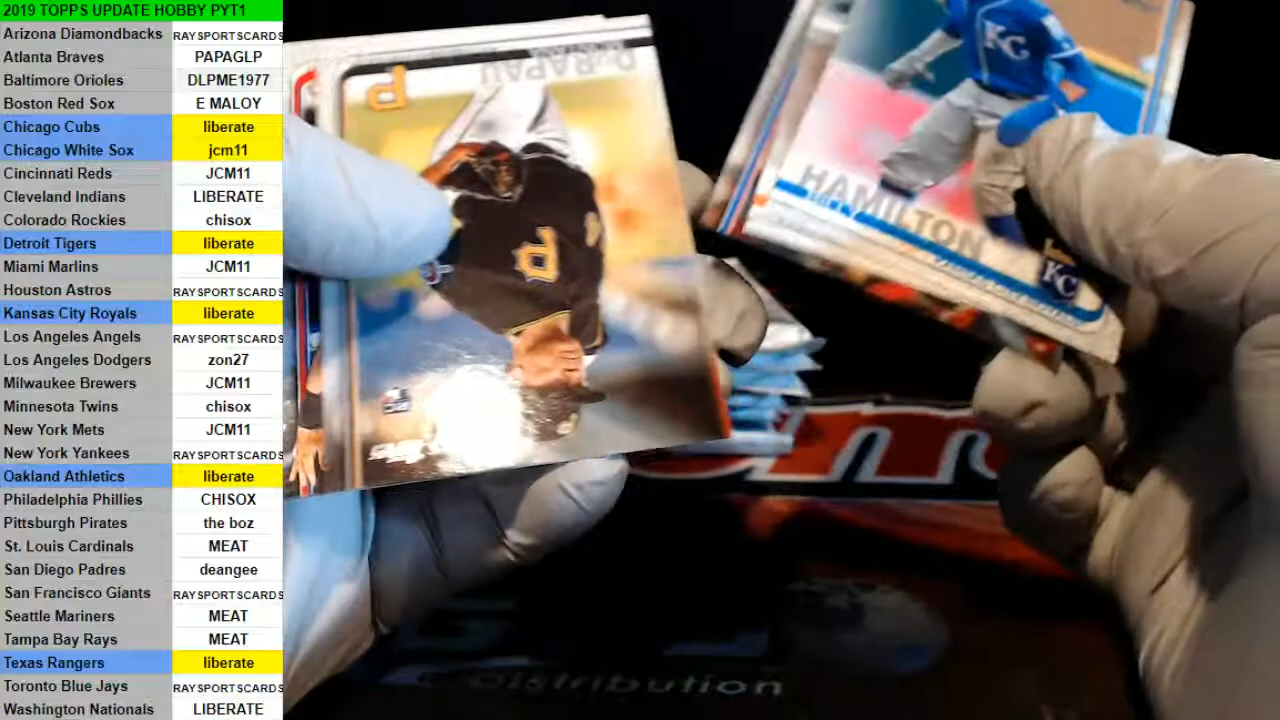 2019 TOPPS UPDATE HOBBY PYT1
Arizona Diamondbacks RAYSPORTSCARDS
Atlanta Braves PAPAGLP
Baltimore Orioles DLPME1977
Boston Red Sox E MALOY
Chicago Cubs liberate
Chicago White Sox jcm11
Cincinnati Reds JCM11
Cleveland Indians LIBERATE
Colorado Rockies chisox
Detroit Tigers liberate
Miami Marlins JCM11
Houston Astros RAYSPORTSCARDS
Kansas City Royals liberate
Los Angeles Angels RAYSPORTSCARDS
Los Angeles Dodgers zon27
Milwaukee Brewers JCM11
Minnesota Twins chisox
New York Mets JCM11
New York Yankees RAYSPORTSCARDS
Oakland Athletics liberate
Philadelphia Phillies CHISOX
Pittsburgh Pirates the boz
St. Louis Cardinals MEAT
San Diego Padres deangee
San Francisco Giants RAYSPORTSCARDS
Seattle Mariners MEAT
Tampa Bay Rays MEAT
Texas Rangers liberate
Toronto Blue Jays RAYSPORTSCARDS
Washington Nationals LIBERATE
P
P
KC
HAMILTON
KC
Distribution